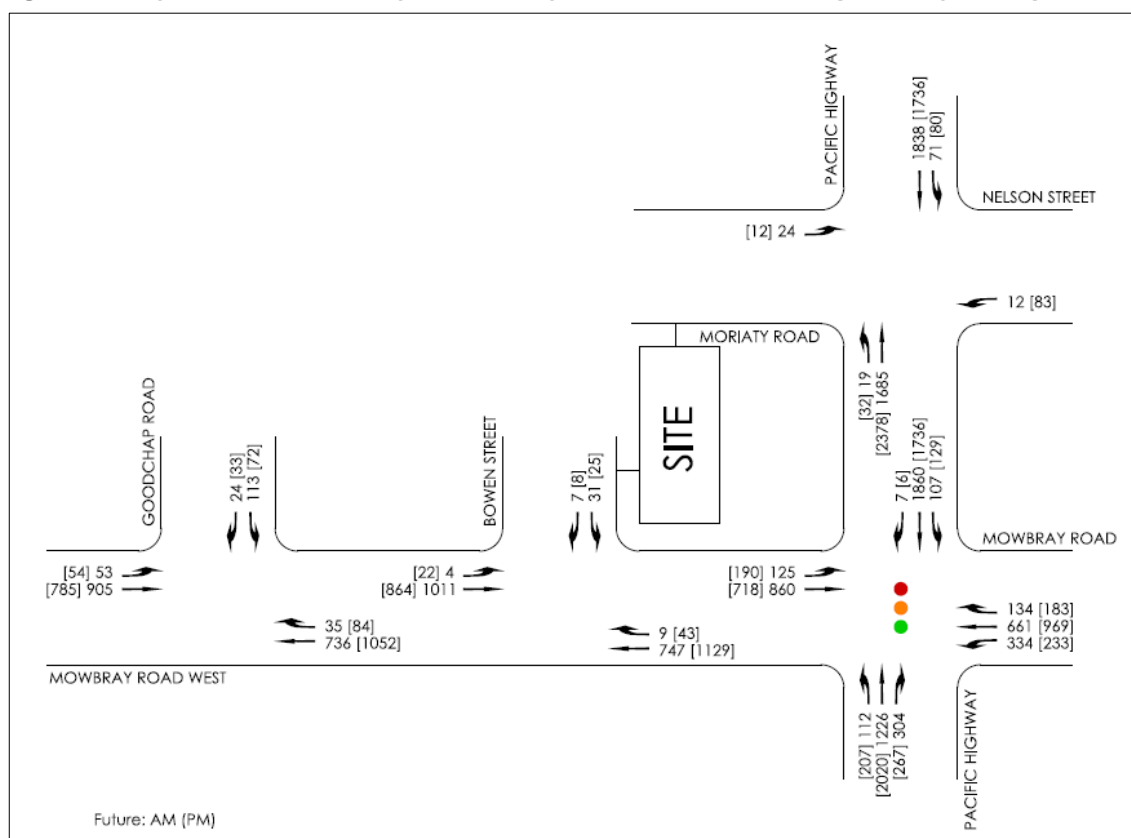 PACIFIC HIGHWAY
1838 [1736]
71 [80]
NELSON STREET
[12] 24
12 [83]
MORIATY ROAD
[32] 19
[2378] 1685
SITE
GOODCHAP ROAD
24 [33]
113 [72]
BOWEN STREET
7 [8]
31 [25]
7 [6]
1860 [1736]
107 [129]
MOWBRAY ROAD
[54] 53
[785] 905
[22] 4
[864] 1011
[190] 125
[718] 860
134 [183]
661 [969]
334 [233]
35 [84]
736 [1052]
9 [43]
747 [1129]
MOWBRAY ROAD WEST
[207] 112
[2020] 1226
[267] 304
PACIFIC HIGHWAY
Future: AM (PM)